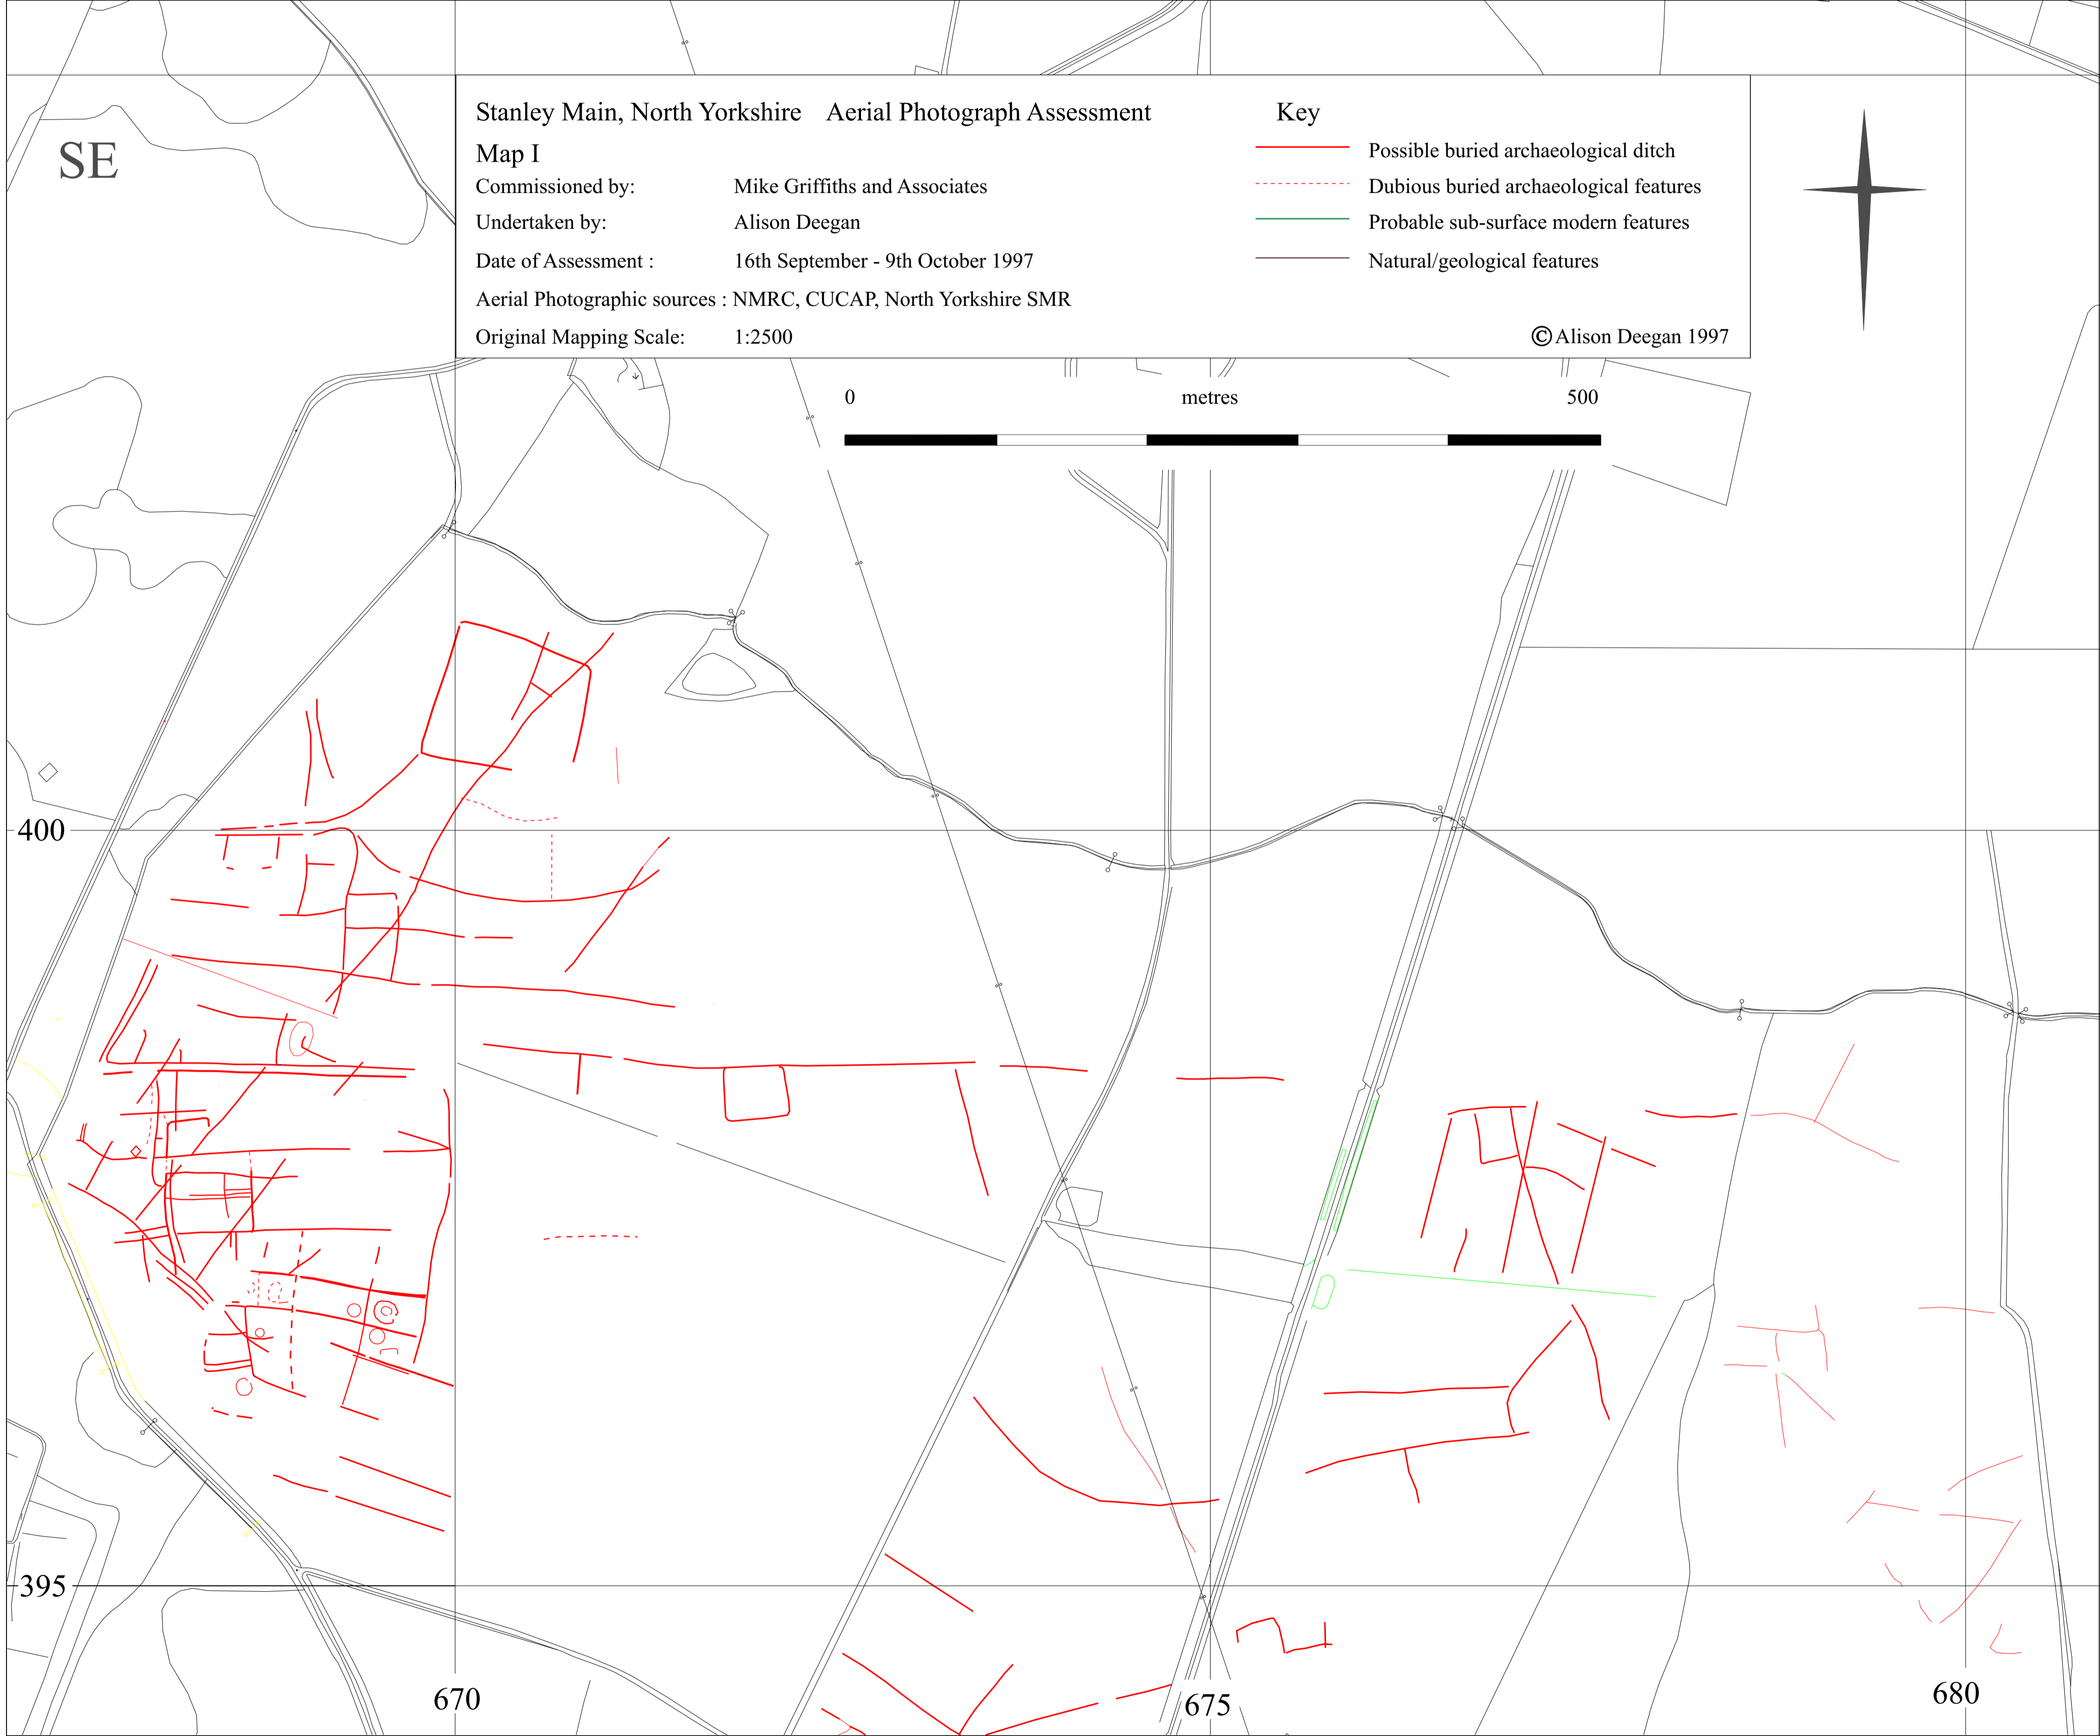 SE
Stanley Main, North Yorkshire Aerial Photograph Assessment
Map I
Commissioned by: Mike Griffiths and Associates
Undertaken by: Alison Deegan
Date of Assessment : 16th September - 9th October 1997
Aerial Photographic sources : NMRC, CUCAP, North Yorkshire SMR
Original Mapping Scale: 1:2500
Key
Possible buried archaeological ditch
Dubious buried archaeological features
Probable sub-surface modern features
Natural/geological features
© Alison Deegan 1997
0 metres 500
400
395
670
675
680